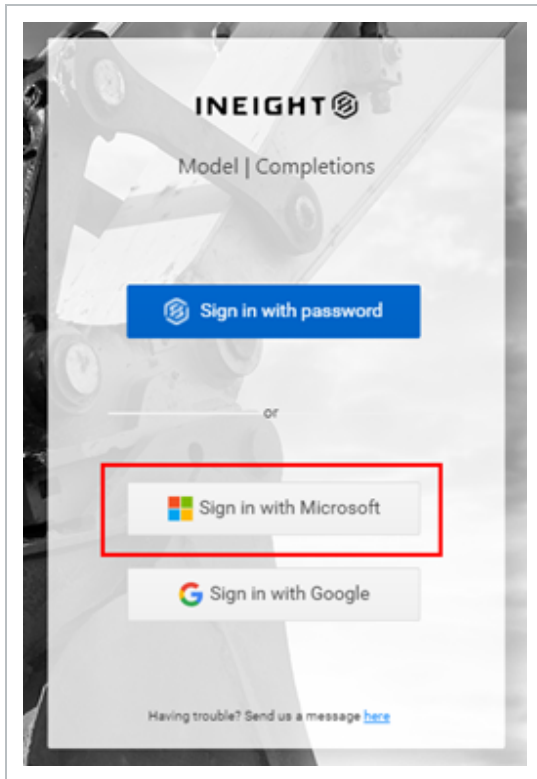 INEIGHT
Model | Completions
Sign in with password
or
Sign in with Microsoft
Sign in with Google
Having trouble? Send us a message here